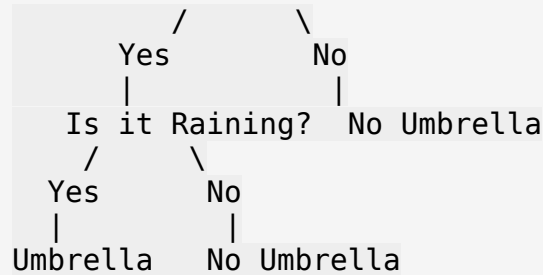 / \
Yes No
| |
Is it Raining? No Umbrella
/ \
Yes No
| |
Umbrella No Umbrella